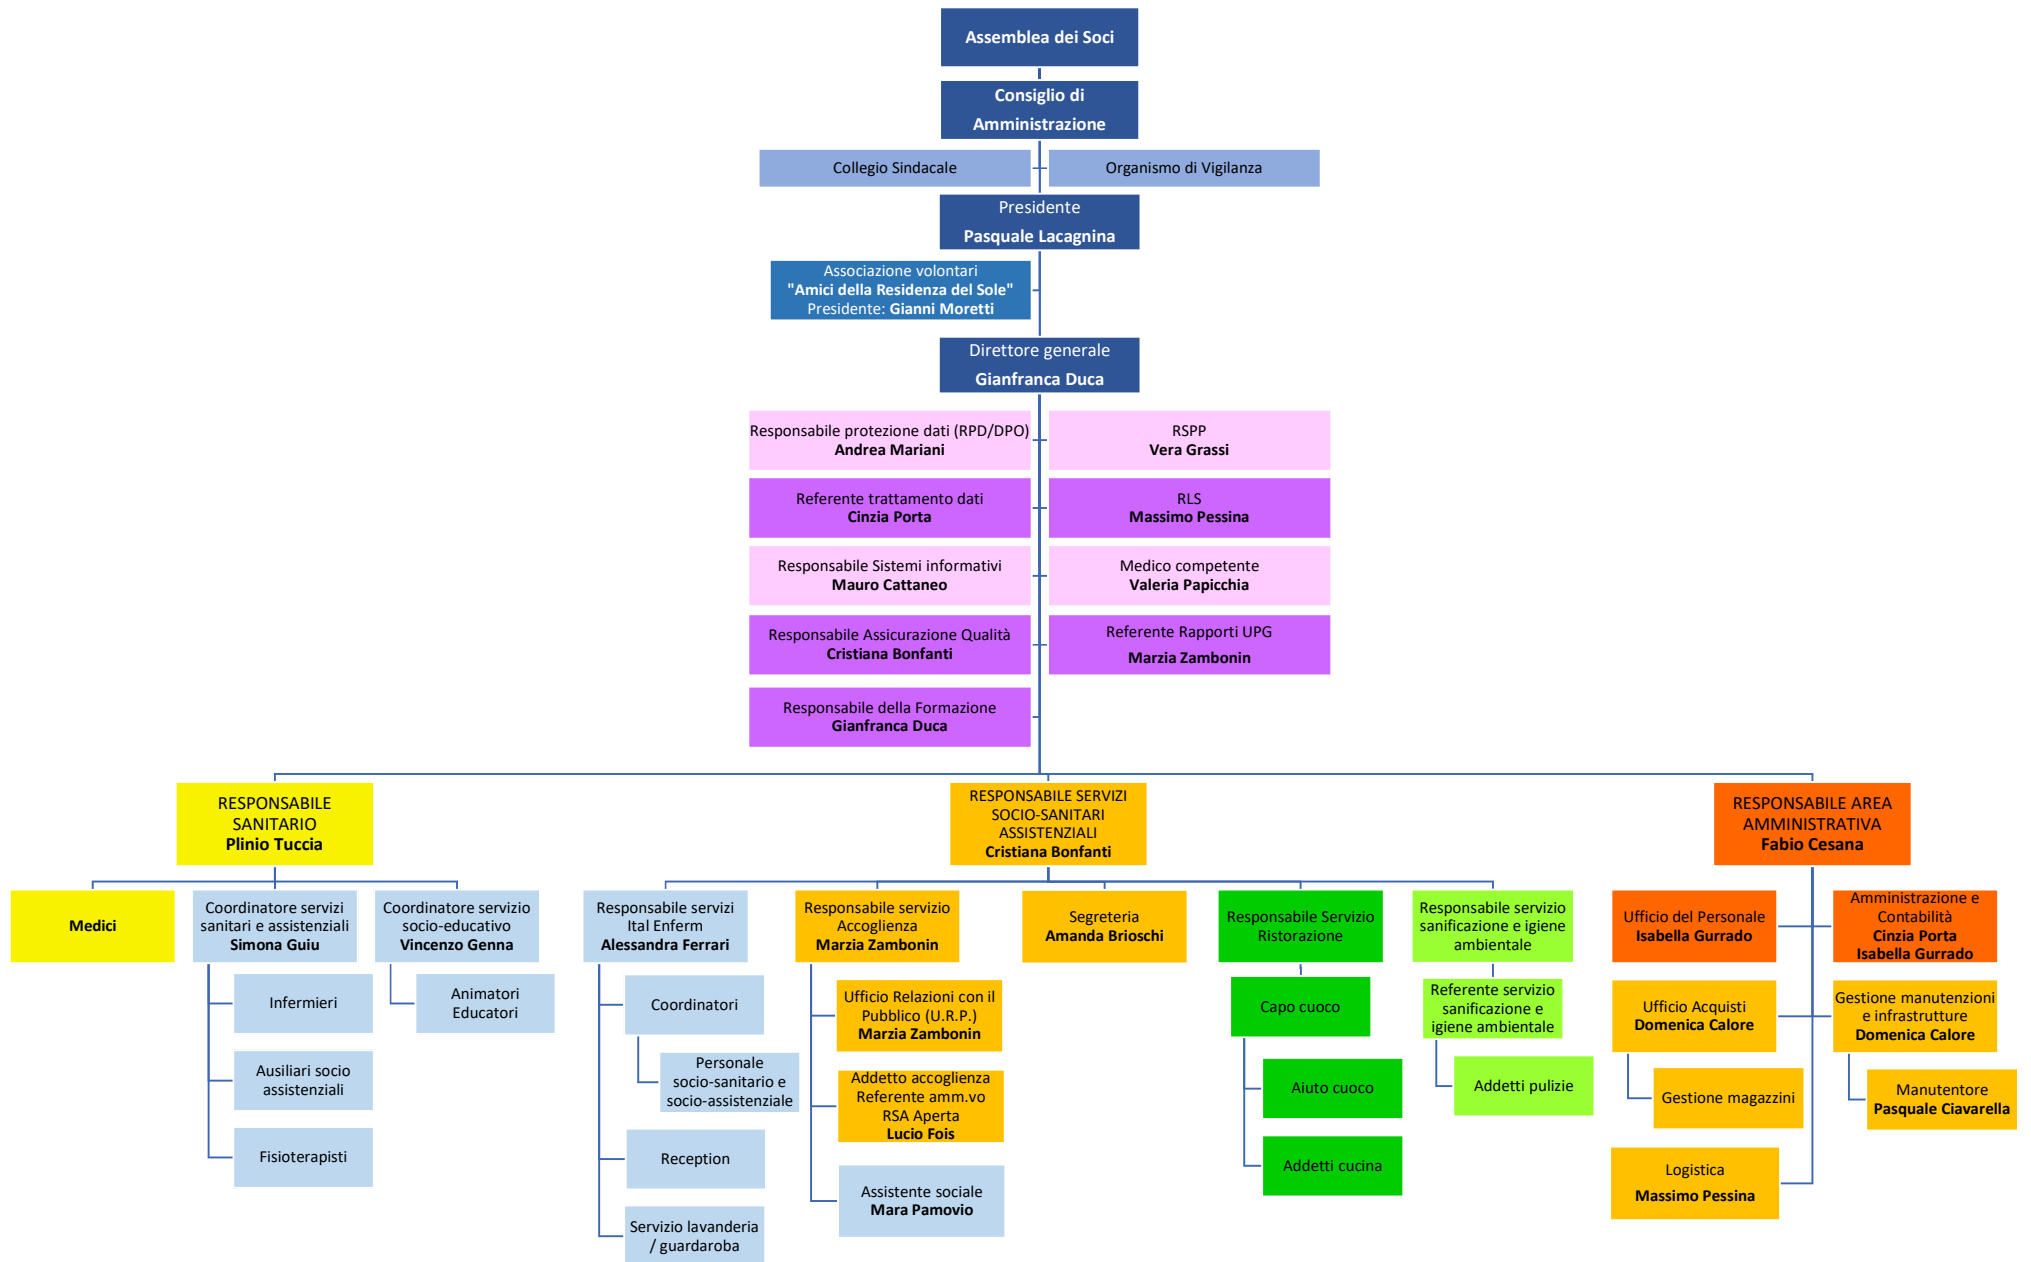 Assemblea dei Soci
Consiglio di
Amministrazione
Collegio Sindacale
Organismo di Vigilanza
Presidente
Pasquale Lacagnina
Associazione volontari
"Amici della Residenza del Sole"
Presidente: Gianni Moretti
Direttore generale
Gianfranca Duca
Responsabile protezione dati (RPD/DPO)
Andrea Mariani
RSPP
Vera Grassi
Referente trattamento dati
Cinzia Porta
RLS
Massimo Pessina
Responsabile Sistemi informativi
Mauro Cattaneo
Medico competente
Valeria Papicchia
Responsabile Assicurazione Qualità
Cristiana Bonfanti
Referente Rapporti UPG
Marzia Zambonin
Responsabile della Formazione
Gianfranca Duca
RESPONSABILE
SANITARIO
Plinio Tuccia
RESPONSABILE SERVIZI
SOCIO-SANITARI
ASSISTENZIALI
Cristiana Bonfanti
RESPONSABILE AREA
AMMINISTRATIVA
Fabio Cesana
Medici
Coordinatore servizi
sanitari e assistenziali
Simona Guiu
Coordinatore servizio
socio-educativo
Vincenzo Genna
Responsabile servizi
Ital Enferm
Alessandra Ferrari
Responsabile servizio
Accoglienza
Marzia Zambonin
Segreteria
Amanda Brioschi
Responsabile Servizio
Ristorazione
Responsabile servizio
sanificazione e igiene
ambientale
Ufficio del Personale
Isabella Gurrado
Amministrazione e
Contabilità
Cinzia Porta
Isabella Gurrado
Infermieri
Animatori
Educatori
Coordinatori
Ufficio Relazioni con il
Pubblico (U.R.P.)
Marzia Zambonin
Capo cuoco
Referente servizio
sanificazione e
igiene ambientale
Ufficio Acquisti
Domenica Calore
Gestione manutenzioni
e infrastrutture
Domenica Calore
Ausiliari socio
assistenziali
Personale
socio-sanitario e
socio-assistenziale
Addetto accoglienza
Referente amm.vo
RSA Aperta
Lucio Fois
Aiuto cuoco
Addetti pulizie
Gestione magazzini
Manutentore
Pasquale Ciavarella
Fisioterapisti
Reception
Assistente sociale
Mara Pamovio
Addetti cucina
Logistica
Massimo Pessina
Servizio lavanderia
/ guardaroba